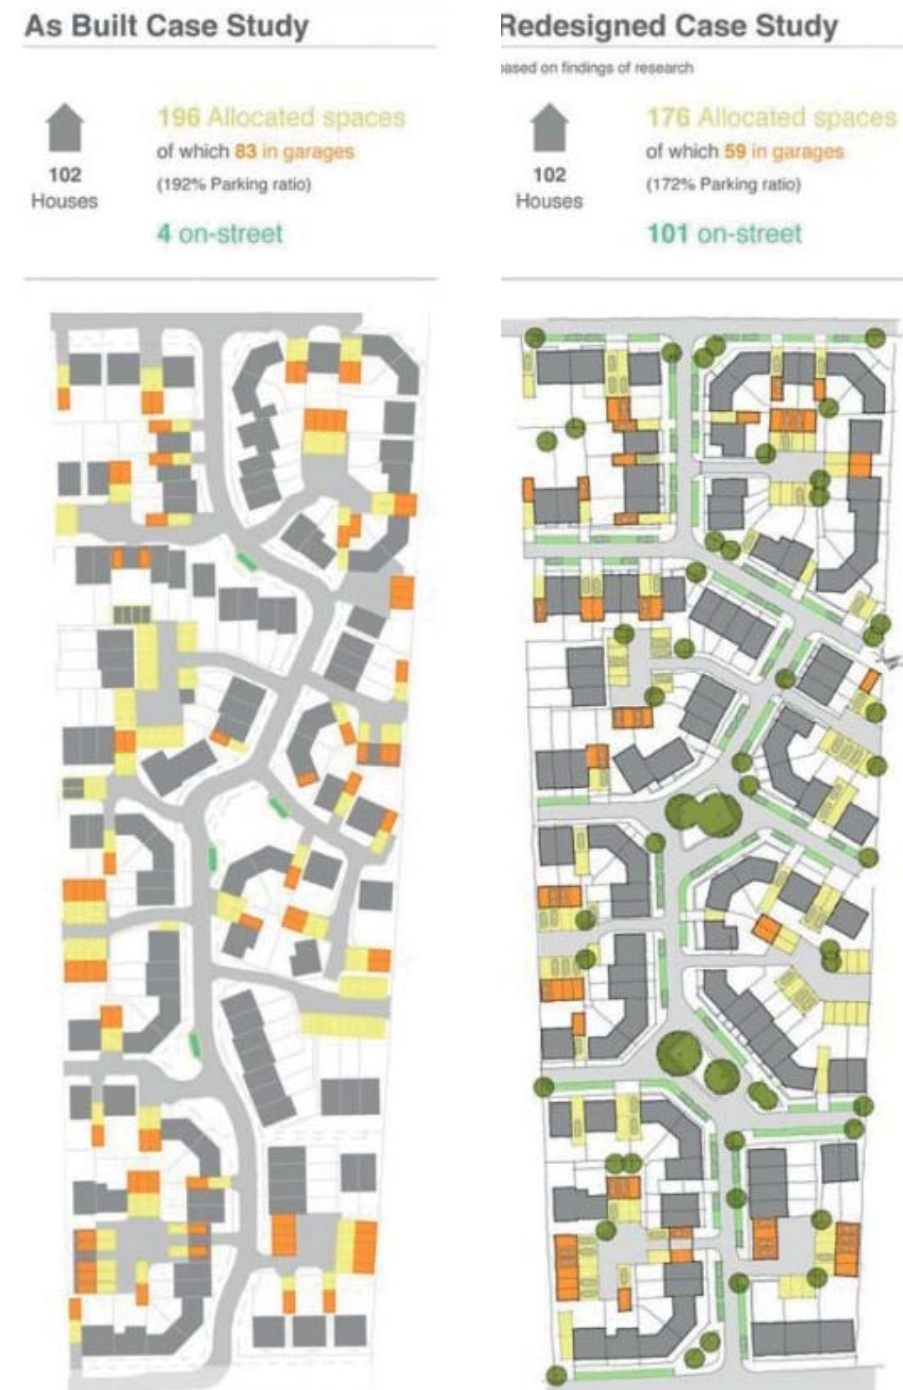 As Built Case Study
102
Houses
196 Allocated spaces
of which 83 in garages
(192% Parking ratio)
4 on-street
Redesigned Case Study
based on findings of research
102
Houses
176 Allocated spaces
of which 59 in garages
(172% Parking ratio)
101 on-street